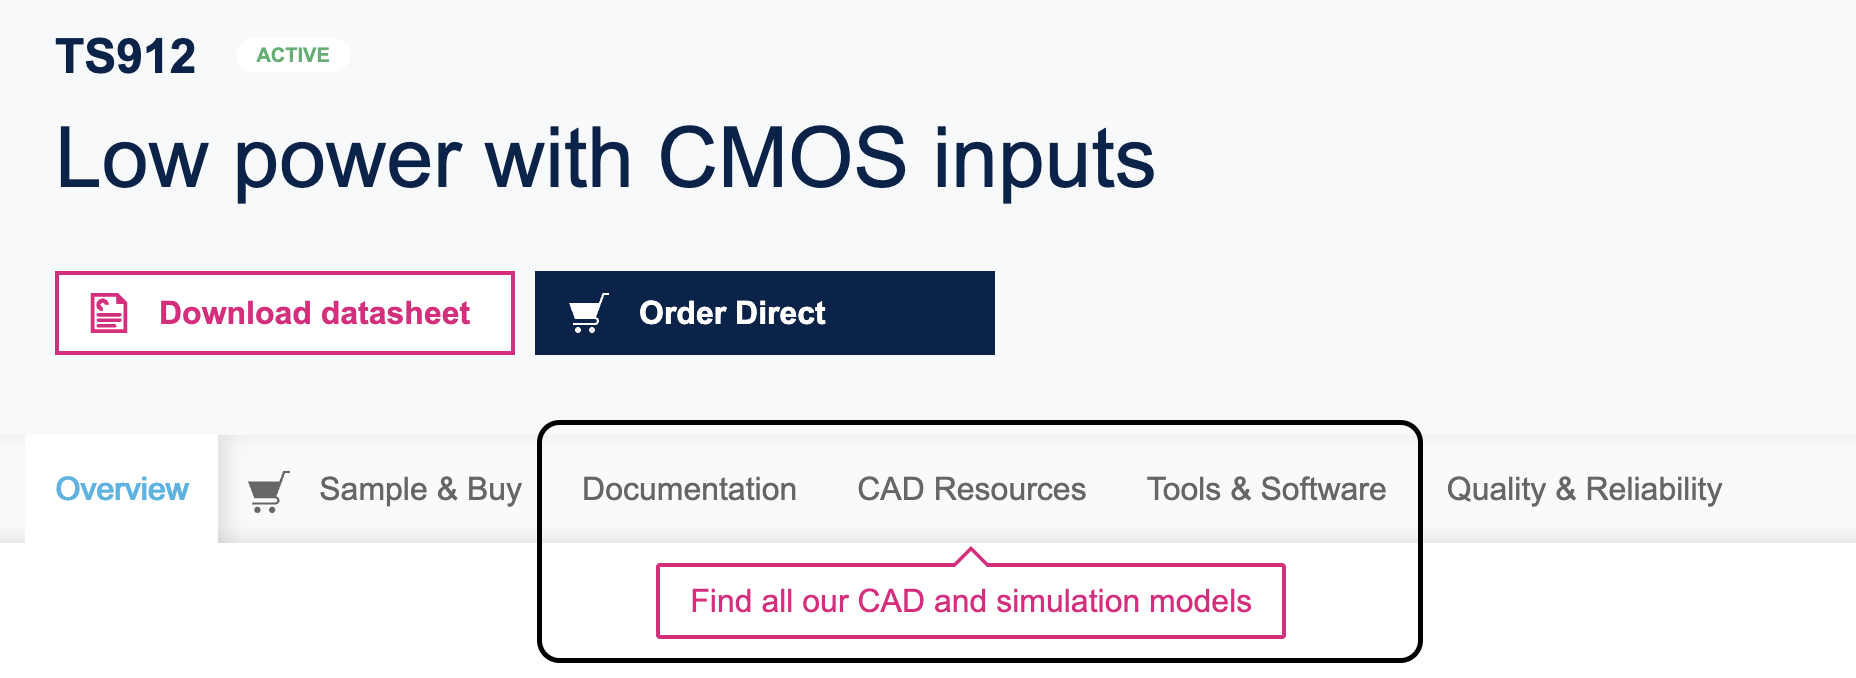 TS912 ACTIVE
Low power with CMOS inputs
Download datasheet Order Direct
Overview Sample & Buy Documentation CAD Resources Tools & Software Quality & Reliability
Find all our CAD and simulation models